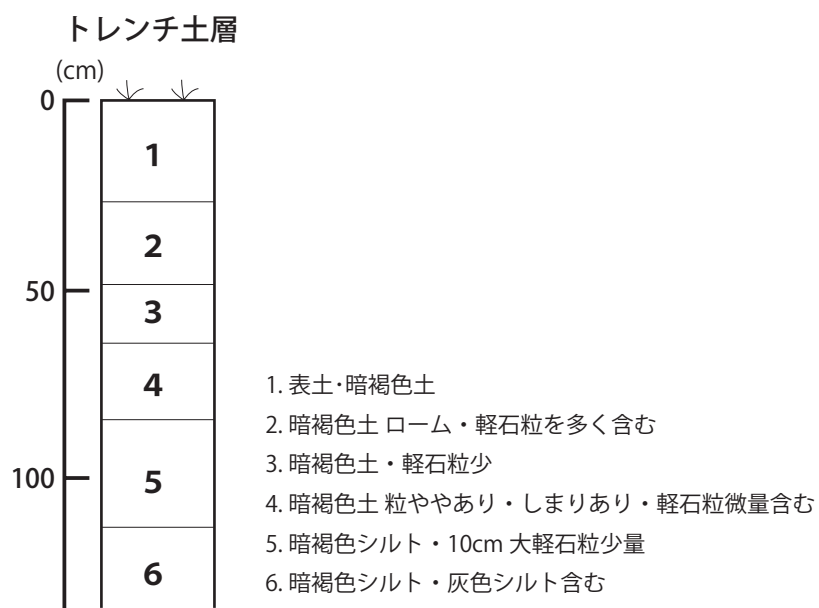 トレンチ土層
(cm)
0
1
2
50
3
4
5
100
6
1. 表土･暗褐色土
2. 暗褐色土 ローム・軽石粒を多く含む
3. 暗褐色土・軽石粒少
4. 暗褐色土 粒ややあり・しまりあり・軽石粒微量含む
5. 暗褐色シルト・10cm 大軽石粒少量
6. 暗褐色シルト・灰色シルト含む